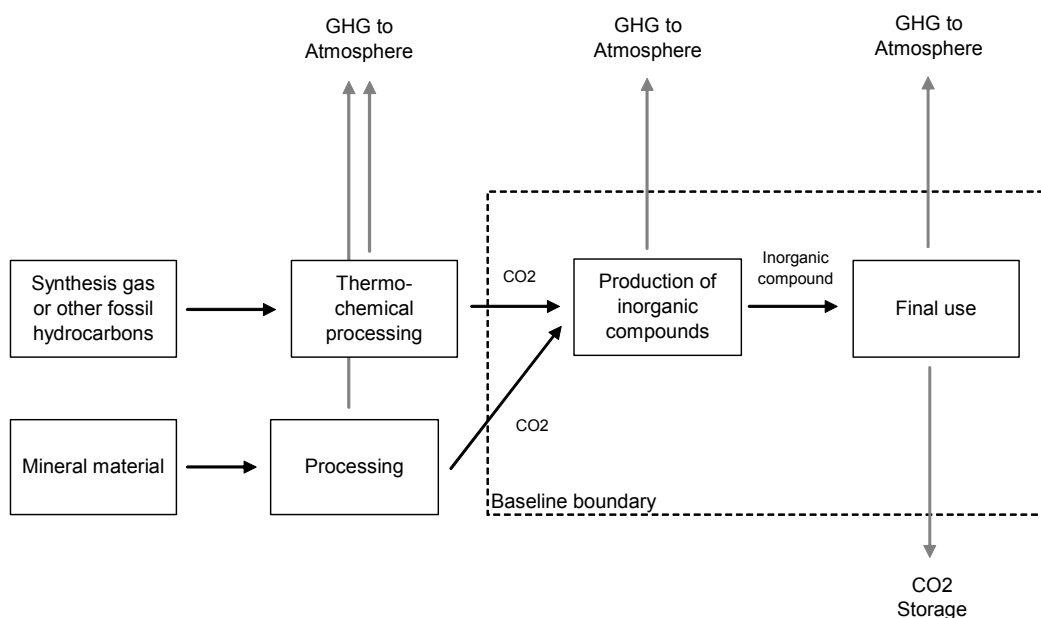 GHG to
Atmosphere
GHG to
Atmosphere
GHG to
Atmosphere
Synthesis gas
or other fossil
hydrocarbons
Thermo-
chemical
processing
CO2
Production of
inorganic
compounds
Inorganic
compound
Final use
Mineral material
Processing
CO2
Baseline boundary
CO2
Storage